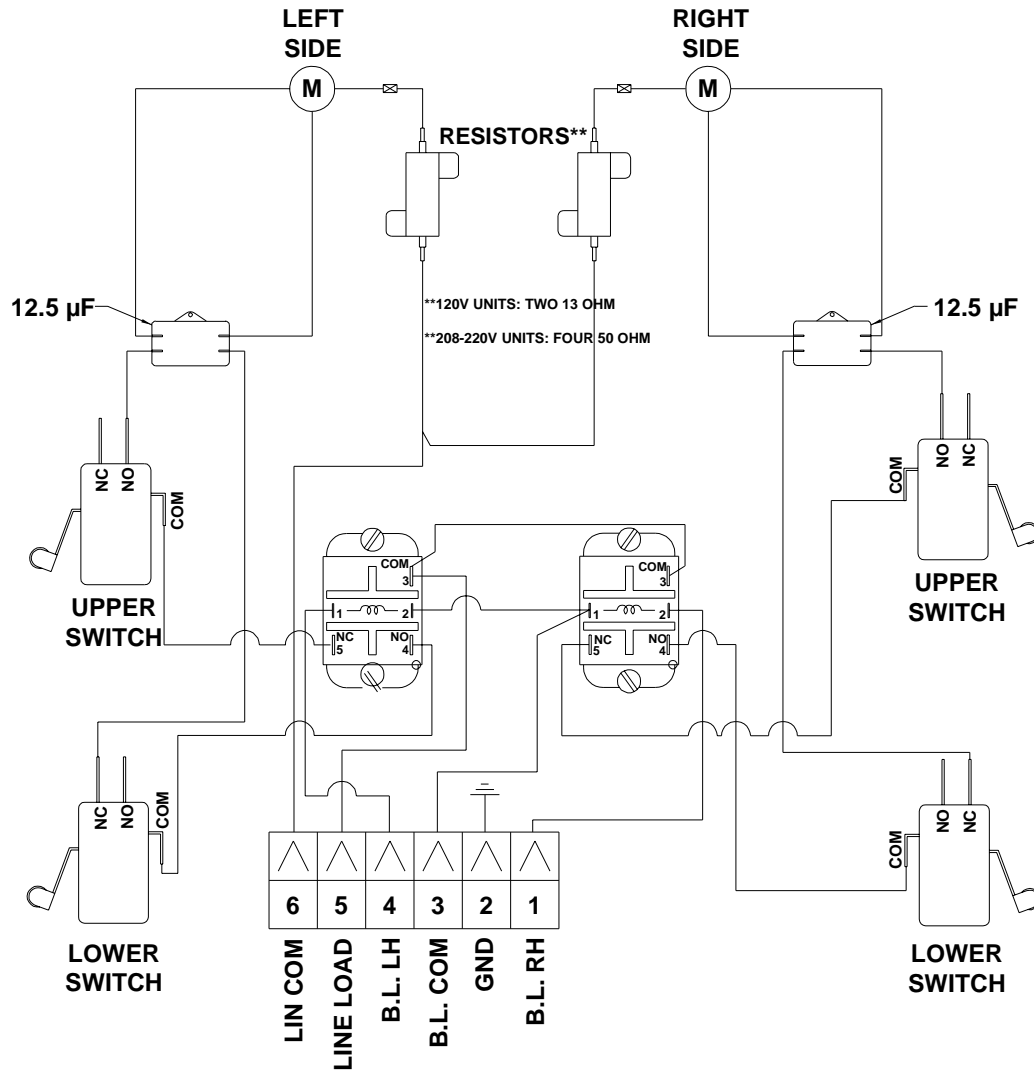 LEFT
SIDE
RIGHT
SIDE
M
M
RESISTORS**
12.5 µF
12.5 µF
**120V UNITS: TWO 13 OHM
**208-220V UNITS: FOUR 50 OHM
NC
NO
COM
COM
NO
NC
UPPER
SWITCH
UPPER
SWITCH
COM
3
1
2
NC
5
NO
4
COM
3
1
2
NC
5
NO
4
NC
NO
COM
COM
NO
NC
LOWER
SWITCH
LOWER
SWITCH
6
5
4
3
2
1
LIN COM
LINE LOAD
B.L. LH
B.L. COM
GND
B.L. RH